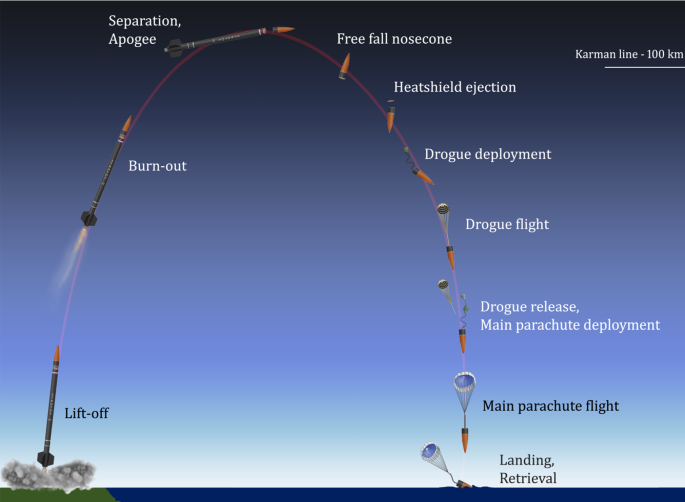 Separation,
Apogee
Free fall nosecone
Karman line - 100 km
Heatshield ejection
Drogue deployment
Burn-out
Drogue flight
Drogue release,
Main parachute deployment
Lift-off
Main parachute flight
Landing,
Retrieval